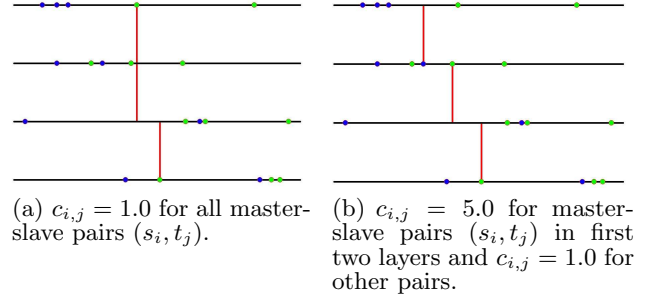 (a) c_{i,j} = 1.0 for all master-
slave pairs (s_i, t_j).
(b) c_{i,j} = 5.0 for master-
slave pairs (s_i, t_j) in first
two layers and c_{i,j} = 1.0 for
other pairs.